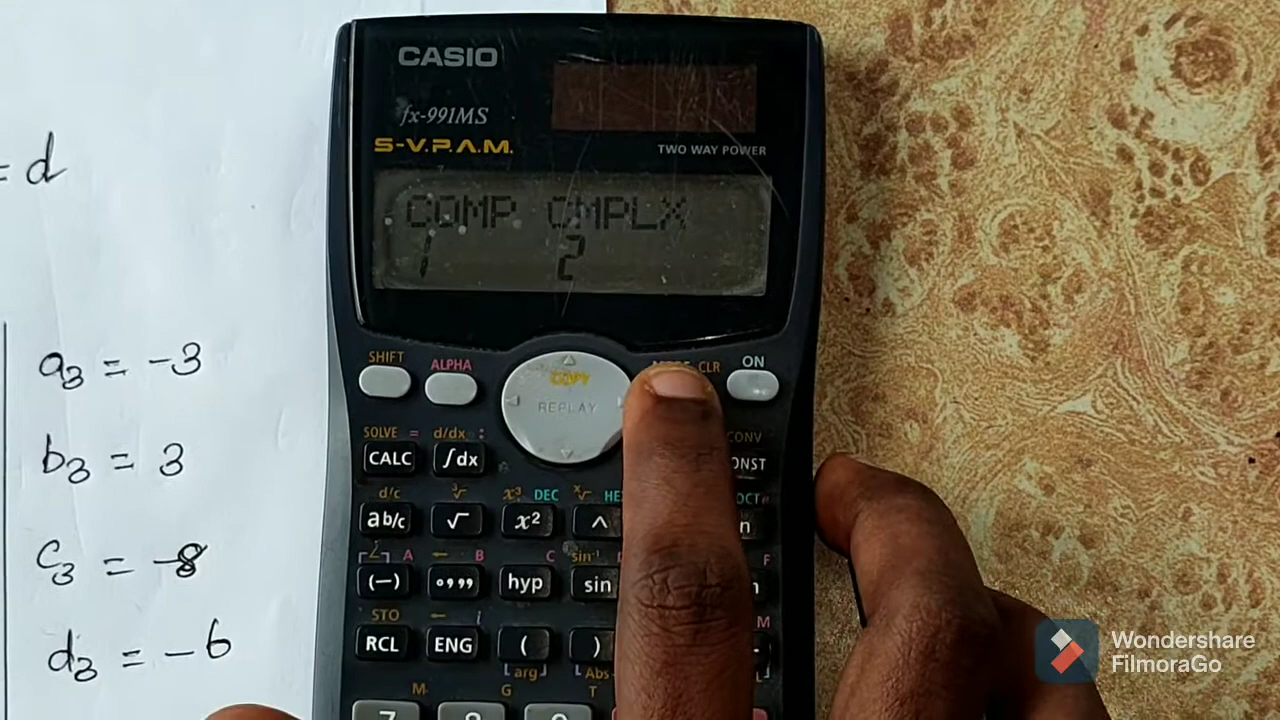 = d
a3 = -3
b3 = 3
c3 = -8
d3 = -6
CASIO
fx-991MS
S-V.P.A.M.
TWO WAY POWER
COMP CMPLX
1 2
SHIFT ALPHA COPY REPLAY CLR ON
SOLVE = d/dx : CONV
CALC ∫dx
d/c ∛ x³ DEC ˣ√
ab/c √ x² ^
A ← B C sin⁻¹ F
(−) °,,, hyp sin
STO ← i M
RCL ENG ( )
arg Abs
M G T
Wondershare
FilmoraGo